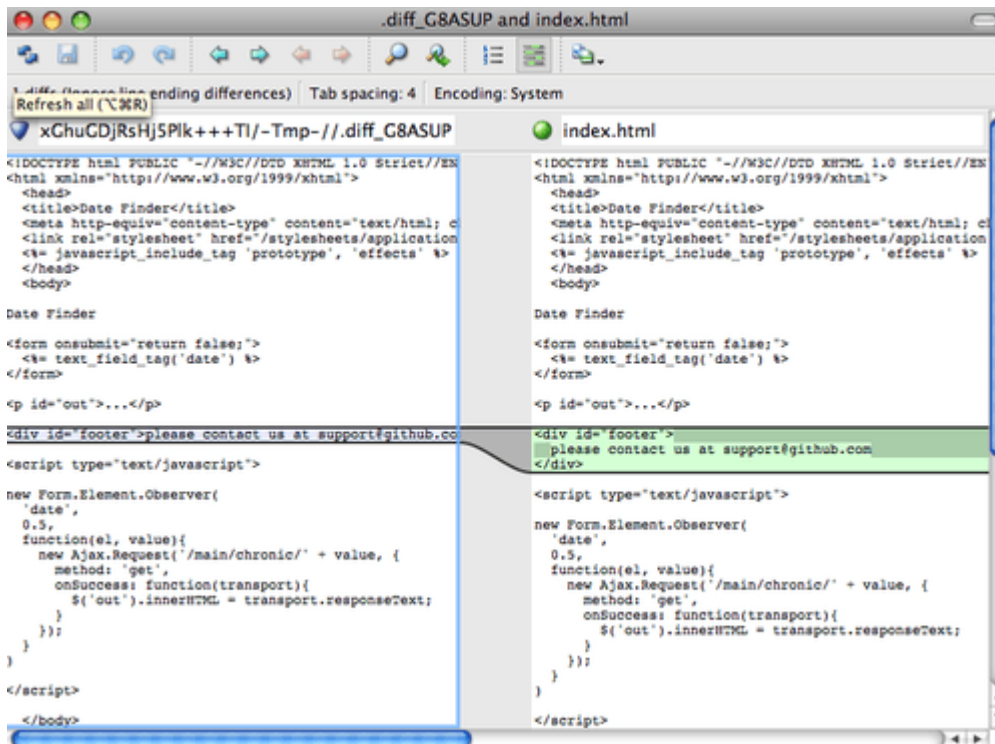 .diff_G8ASUP and index.html
1 diffs (Ignore line ending differences) Tab spacing: 4 Encoding: System
Refresh all (⌥⌘R)
xGhuGDjRsHj5Plk+++TI/-Tmp-//.diff_G8ASUP
<!DOCTYPE html PUBLIC "-//W3C//DTD XHTML 1.0 Strict//EN
<html xmlns="http://www.w3.org/1999/xhtml">
<head>
<title>Date Finder</title>
<meta http-equiv="content-type" content="text/html; c
<link rel="stylesheet" href="/stylesheets/application
<%= javascript_include_tag 'prototype', 'effects' %>
</head>
<body>
Date Finder
<form onsubmit="return false;">
<%= text_field_tag('date') %>
</form>
<p id="out">...</p>
<div id="footer">please contact us at support@github.co
<script type="text/javascript">
new Form.Element.Observer(
'date',
0.5,
function(el, value){
new Ajax.Request('/main/chronic/' + value, {
method: 'get',
onSuccess: function(transport){
$('out').innerHTML = transport.responseText;
}
});
}
)
</script>
</body>
index.html
<!DOCTYPE html PUBLIC "-//W3C//DTD XHTML 1.0 Strict//EN
<html xmlns="http://www.w3.org/1999/xhtml">
<head>
<title>Date Finder</title>
<meta http-equiv="content-type" content="text/html; c
<link rel="stylesheet" href="/stylesheets/application
<%= javascript_include_tag 'prototype', 'effects' %>
</head>
<body>
Date Finder
<form onsubmit="return false;">
<%= text_field_tag('date') %>
</form>
<p id="out">...</p>
<div id="footer">
please contact us at support@github.com
</div>
<script type="text/javascript">
new Form.Element.Observer(
'date',
0.5,
function(el, value){
new Ajax.Request('/main/chronic/' + value, {
method: 'get',
onSuccess: function(transport){
$('out').innerHTML = transport.responseText;
}
});
}
)
</script>